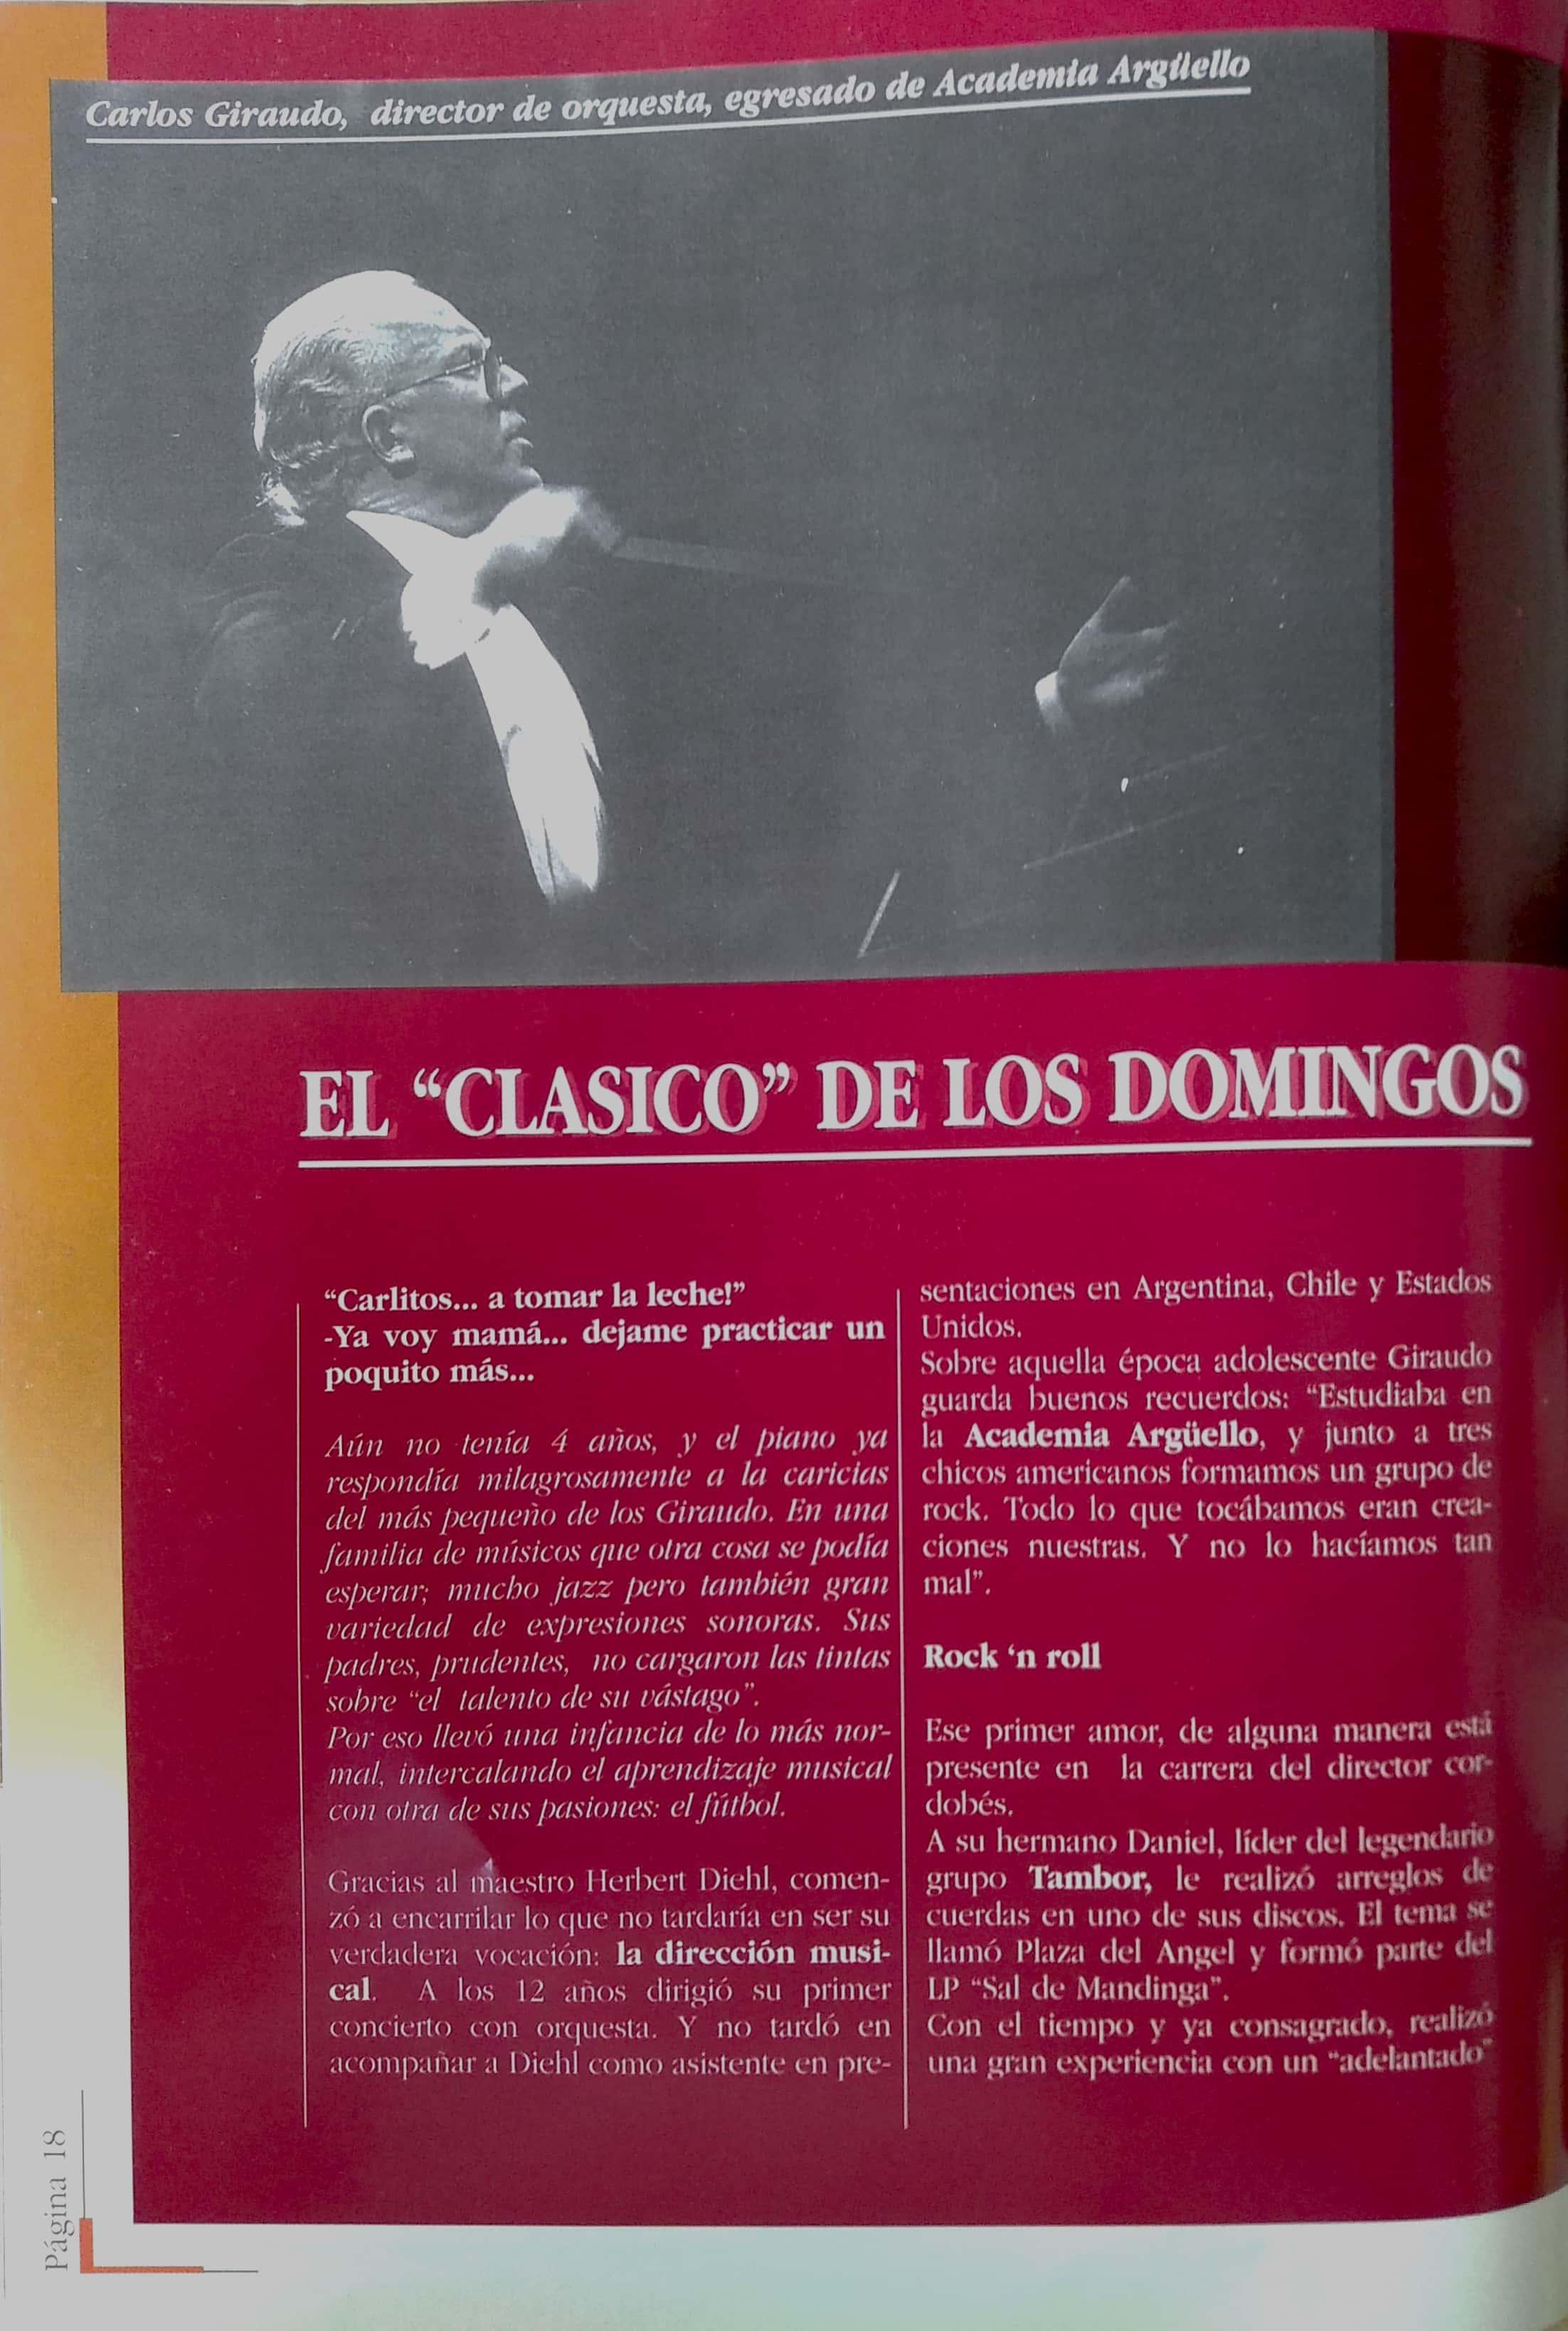 Carlos Giraudo, director de orquesta, egresado de Academia Argüello
EL “CLASICO” DE LOS DOMINGOS
“Carlitos... a tomar la leche!”
-Ya voy mamá... dejame practicar un
poquito más...
Aún no tenía 4 años, y el piano ya
respondía milagrosamente a la caricias
del más pequeño de los Giraudo. En una
familia de músicos que otra cosa se podía
esperar; mucho jazz pero también gran
variedad de expresiones sonoras. Sus
padres, prudentes, no cargaron las tintas
sobre “el talento de su vástago”.
Por eso llevó una infancia de lo más nor-
mal, intercalando el aprendizaje musical
con otra de sus pasiones: el fútbol.
Gracias al maestro Herbert Diehl, comen-
zó a encarrilar lo que no tardaría en ser su
verdadera vocación: la dirección musi-
cal. A los 12 años dirigió su primer
concierto con orquesta. Y no tardó en
acompañar a Diehl como asistente en pre-
sentaciones en Argentina, Chile y Estados
Unidos.
Sobre aquella época adolescente Giraudo
guarda buenos recuerdos: “Estudiaba en
la Academia Argüello, y junto a tres
chicos americanos formamos un grupo de
rock. Todo lo que tocábamos eran crea-
ciones nuestras. Y no lo hacíamos tan
mal”.
Rock ‘n roll
Ese primer amor, de alguna manera está
presente en la carrera del director cor-
dobés.
A su hermano Daniel, líder del legendario
grupo Tambor, le realizó arreglos de
cuerdas en uno de sus discos. El tema se
llamó Plaza del Angel y formó parte del
LP “Sal de Mandinga”.
Con el tiempo y ya consagrado, realizó
una gran experiencia con un “adelantado”
Página 18